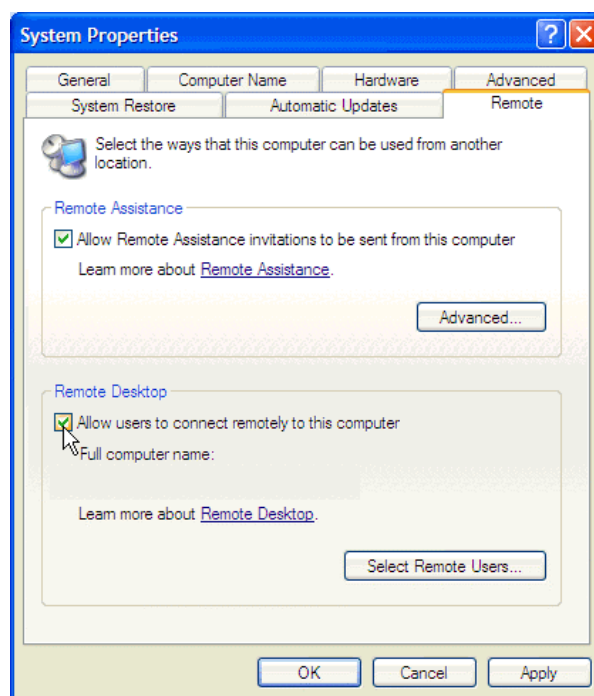 System Properties
General Computer Name Hardware Advanced
System Restore Automatic Updates Remote
Select the ways that this computer can be used from another
location.
Remote Assistance
Allow Remote Assistance invitations to be sent from this computer
Learn more about Remote Assistance.
Advanced...
Remote Desktop
Allow users to connect remotely to this computer
Full computer name:
Learn more about Remote Desktop.
Select Remote Users...
OK Cancel Apply